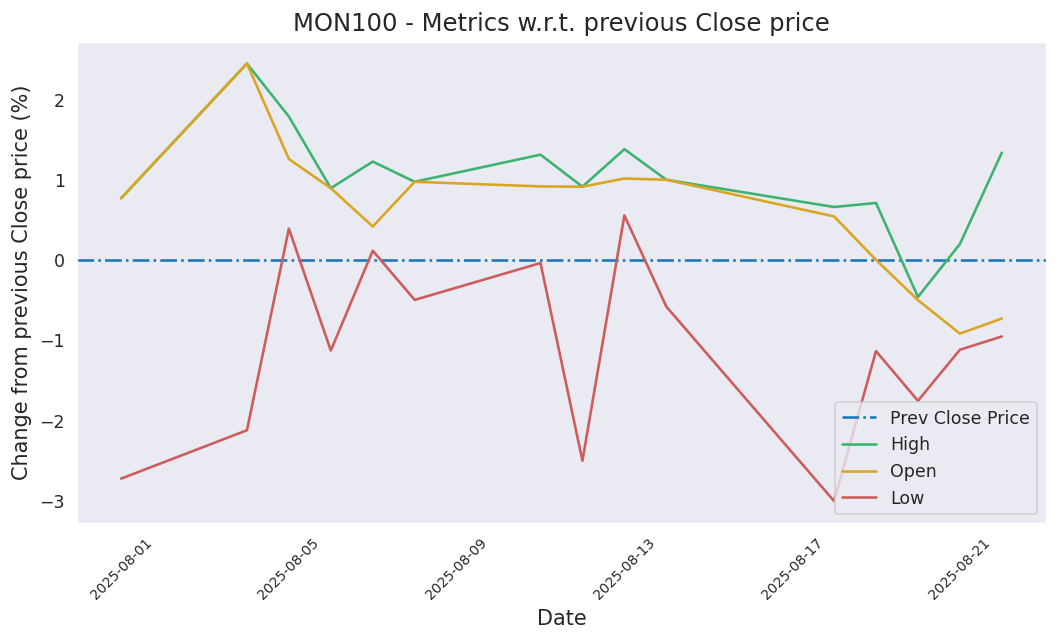 MON100 - Metrics w.r.t. previous Close price
Change from previous Close price (%)
2
1
0
−1
−2
−3
Prev Close Price
High
Open
Low
2025-08-01
2025-08-05
2025-08-09
2025-08-13
2025-08-17
2025-08-21
Date